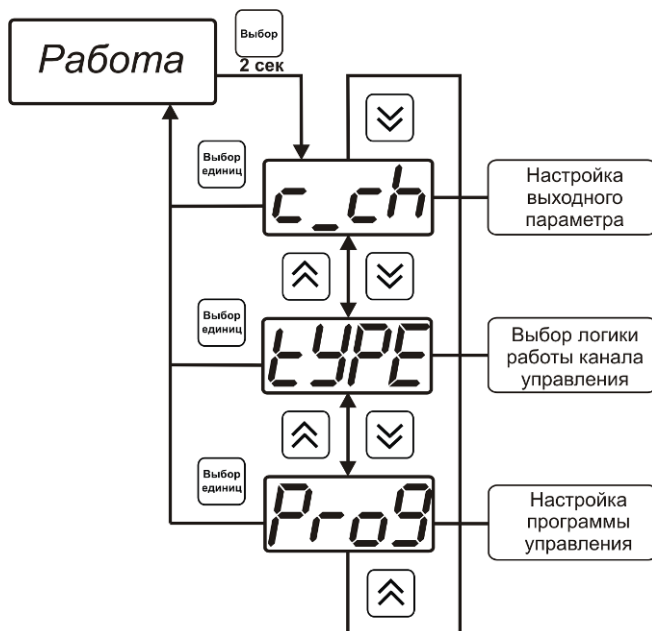 Работа
Выбор
2 сек
Выбор
единиц
c_ch
Настройка
выходного
параметра
Выбор
единиц
tYPE
Выбор логики
работы канала
управления
Выбор
единиц
Prog
Настройка
программы
управления